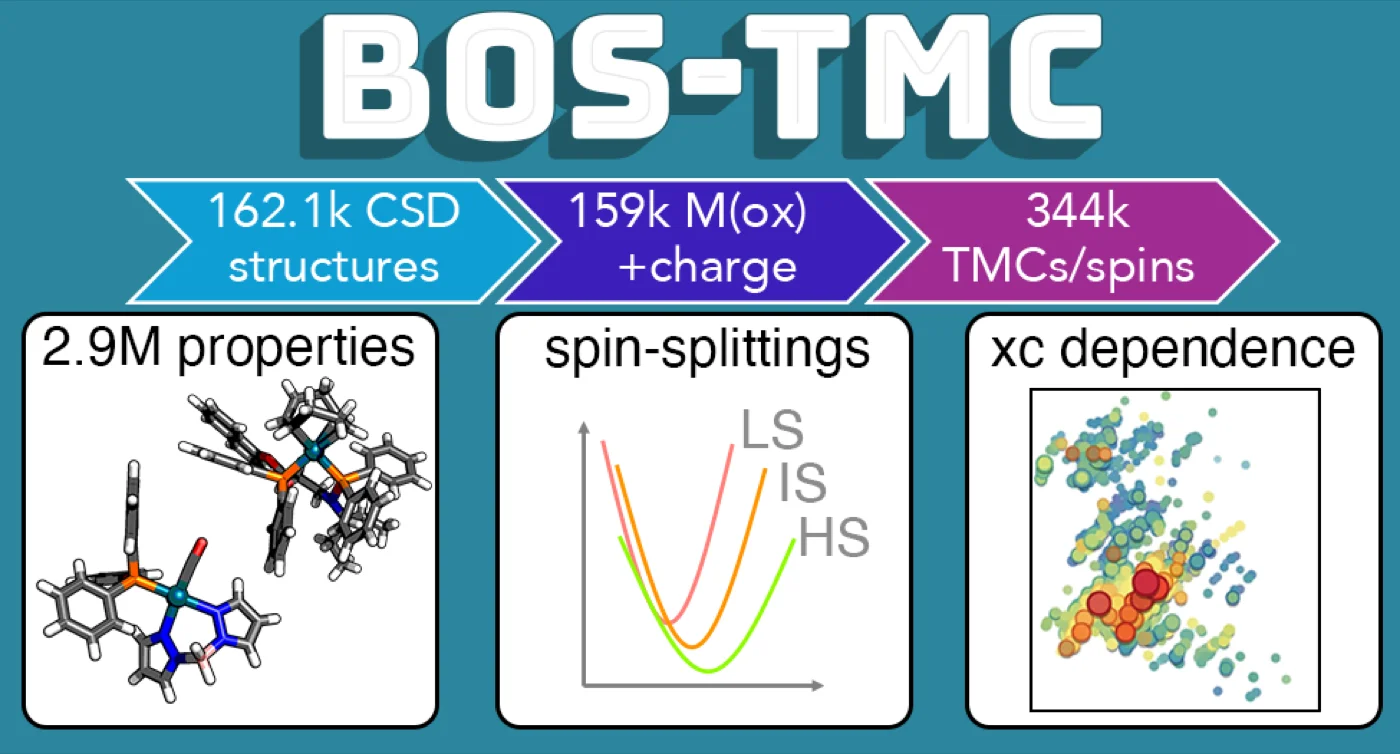 BOS-TMC
162.1k CSD
structures
159k M(ox)
+charge
344k
TMCs/spins
2.9M properties
spin-splittings
LS
IS
HS
xc dependence